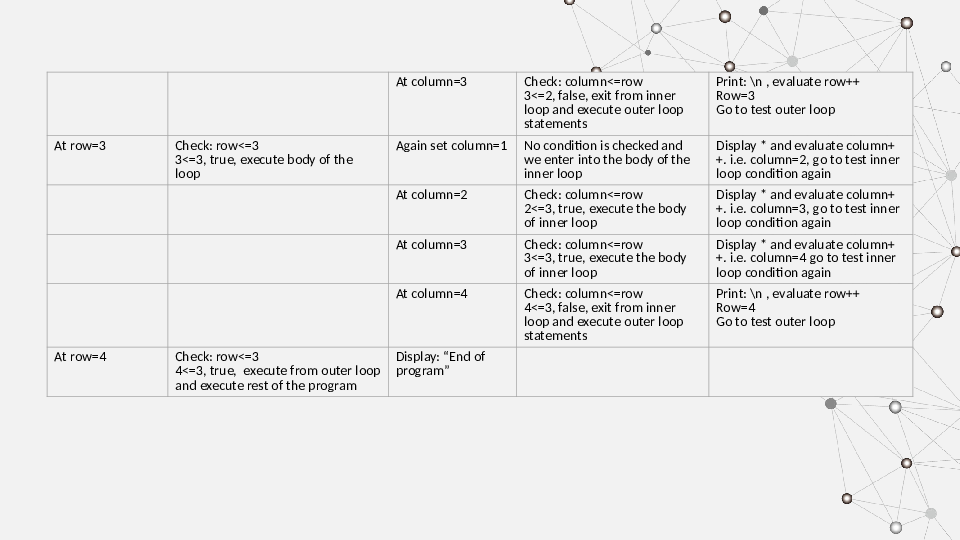 At column=3
Check: column<=row
3<=2, false, exit from inner
loop and execute outer loop
statements
Print: \n , evaluate row++
Row=3
Go to test outer loop
At row=3
Check: row<=3
3<=3, true, execute body of the
loop
Again set column=1
No condition is checked and
we enter into the body of the
inner loop
Display * and evaluate column+
+. i.e. column=2, go to test inner
loop condition again
At column=2
Check: column<=row
2<=3, true, execute the body
of inner loop
Display * and evaluate column+
+. i.e. column=3, go to test inner
loop condition again
At column=3
Check: column<=row
3<=3, true, execute the body
of inner loop
Display * and evaluate column+
+. i.e. column=4 go to test inner
loop condition again
At column=4
Check: column<=row
4<=3, false, exit from inner
loop and execute outer loop
statements
Print: \n , evaluate row++
Row=4
Go to test outer loop
At row=4
Check: row<=3
4<=3, true,  execute from outer loop
and execute rest of the program
Display: “End of
program”